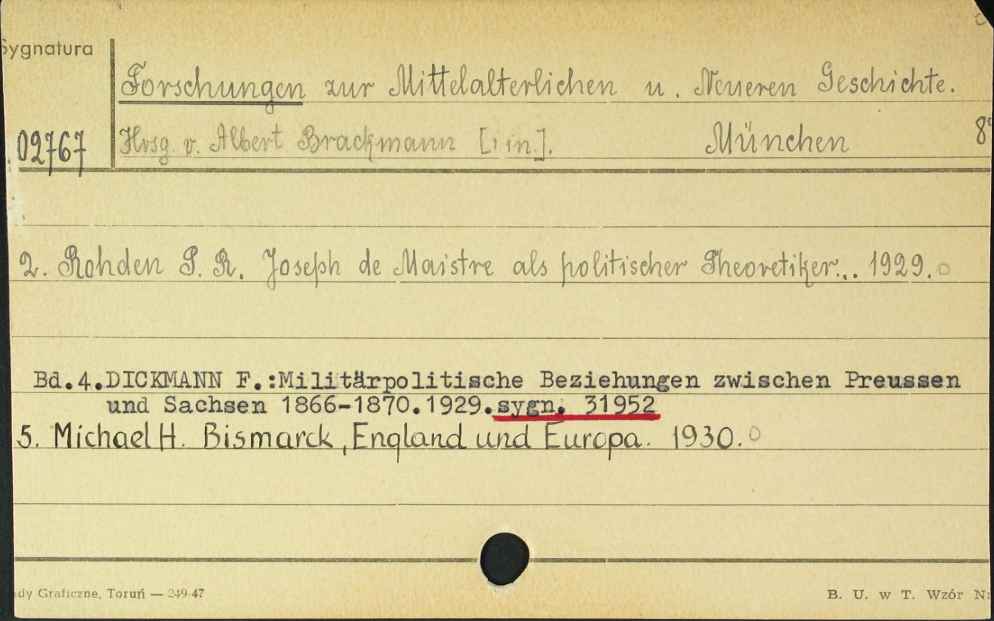 Sygnatura
Forschungen zur Mittelalterlichen u. Neueren Geschichte.
02767 Hrsg v. Albert Brackmann [i in.]. München 8°
2. Rohden P. R. Joseph de Maistre als politischer Theoretiker... 1929.
Bd.4.DICKMANN F.:Militärpolitische Beziehungen zwischen Preussen
und Sachsen 1866-1870.1929.sygn. 31952
5. Michael H. Bismarck, England und Europa. 1930.
dy Graficzne, Toruń — 249-47 B. U. w T. Wzór N